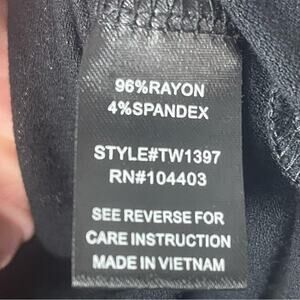 96%RAYON
4%SPANDEX
STYLE#TW1397
RN#104403
SEE REVERSE FOR
CARE INSTRUCTION
MADE IN VIETNAM